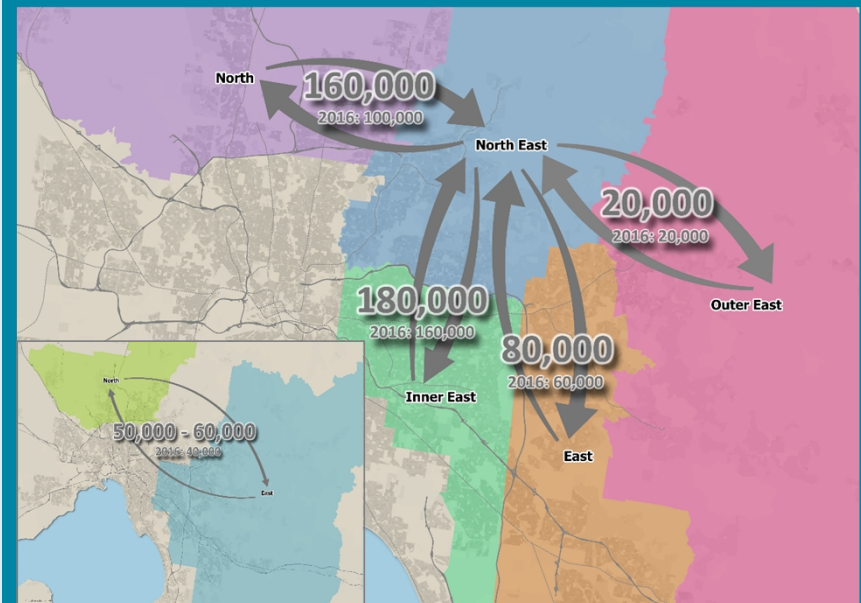 North
160,000
2016: 100,000
North East
20,000
2016: 20,000
Outer East
180,000
2016: 160,000
80,000
2016: 60,000
Inner East
East
North
50,000 - 60,000
2016: 40,000
East